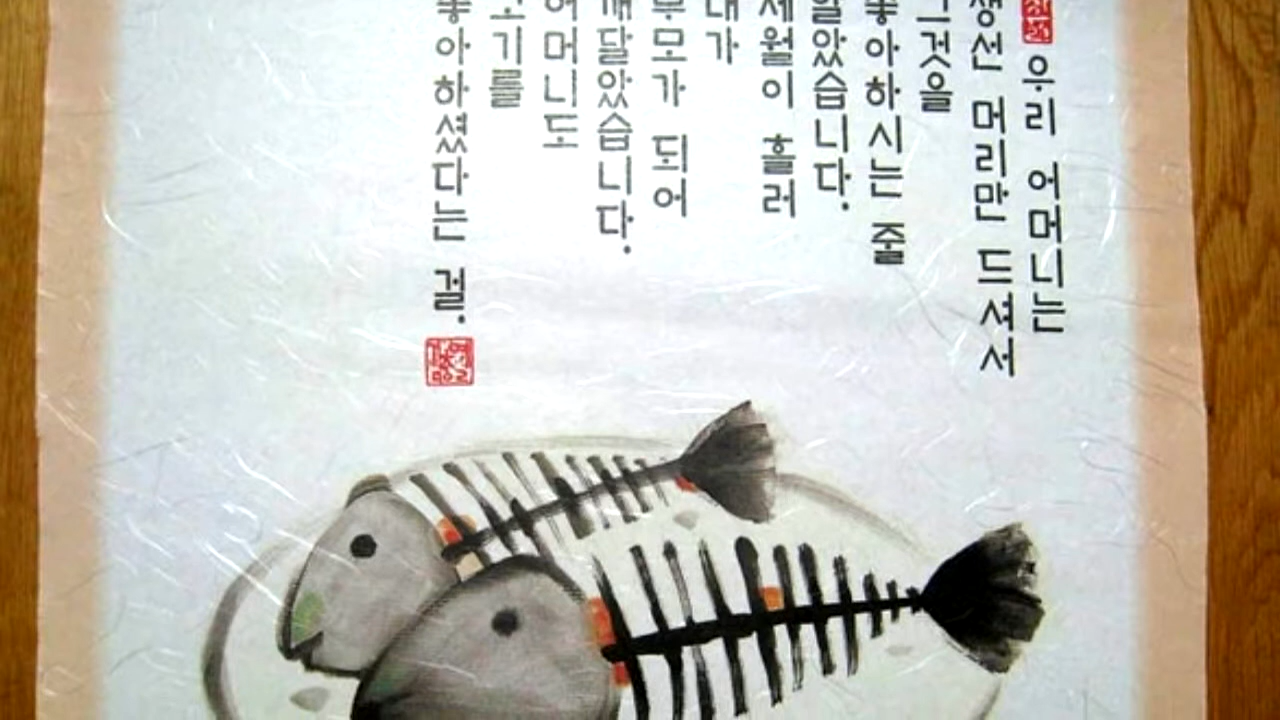 우리 어머니는
생선 머리만 드셔서
그것을
좋아하시는 줄
알았습니다.
세월이 흘러
내가
부모가 되어
깨달았습니다.
어머니도
고기를
좋아하셨다는 걸.